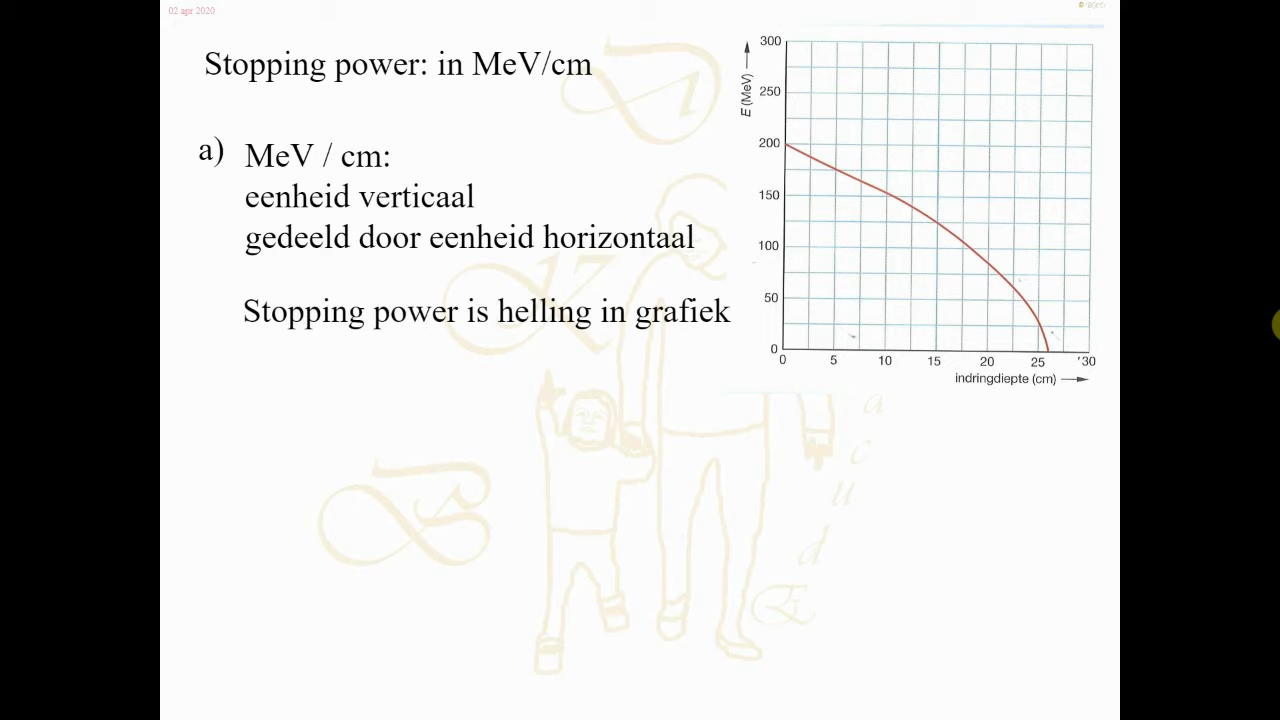 02 apr 2020
Stopping power: in MeV/cm
a) MeV / cm:
eenheid verticaal
gedeeld door eenheid horizontaal
Stopping power is helling in grafiek
E (MeV)
300
250
200
150
100
50
0
0 5 10 15 20 25 30
indringdiepte (cm)
K
B
a
c
u
d
E